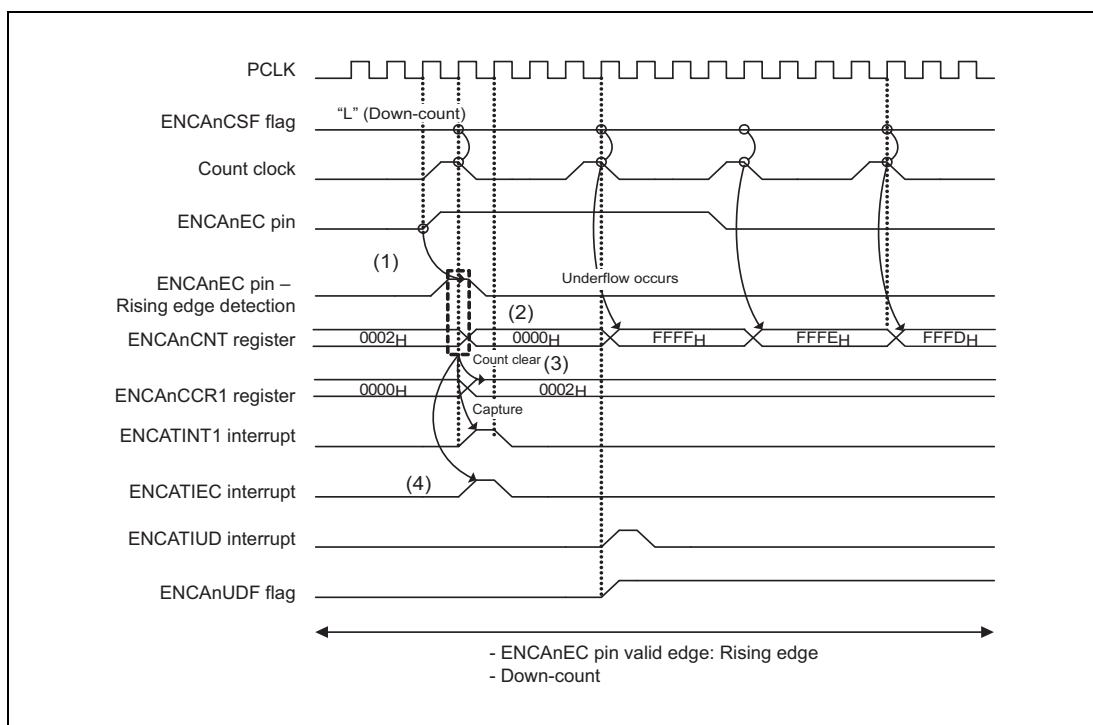 PCLK
"L" (Down-count)
ENCAnCSF flag
Count clock
ENCAnEC pin
(1)
ENCAnEC pin –
Rising edge detection
Underflow occurs
(2)
ENCAnCNT register
0002H
0000H
FFFFH
FFFEH
FFFDH
Count clear
(3)
ENCAnCCR1 register
0000H
0002H
Capture
ENCATINT1 interrupt
(4)
ENCATIEC interrupt
ENCATIUD interrupt
ENCAnUDF flag
- ENCAnEC pin valid edge: Rising edge
- Down-count